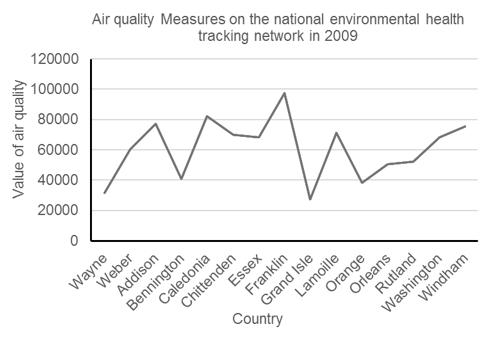 Air quality Measures on the national environmental health
tracking network in 2009
Value of air quality
120000
100000
80000
60000
40000
20000
0
Wayne
Weber
Addison
Bennington
Caledonia
Chittenden
Essex
Franklin
Grand Isle
Lamoille
Orange
Orleans
Rutland
Washington
Windham
Country